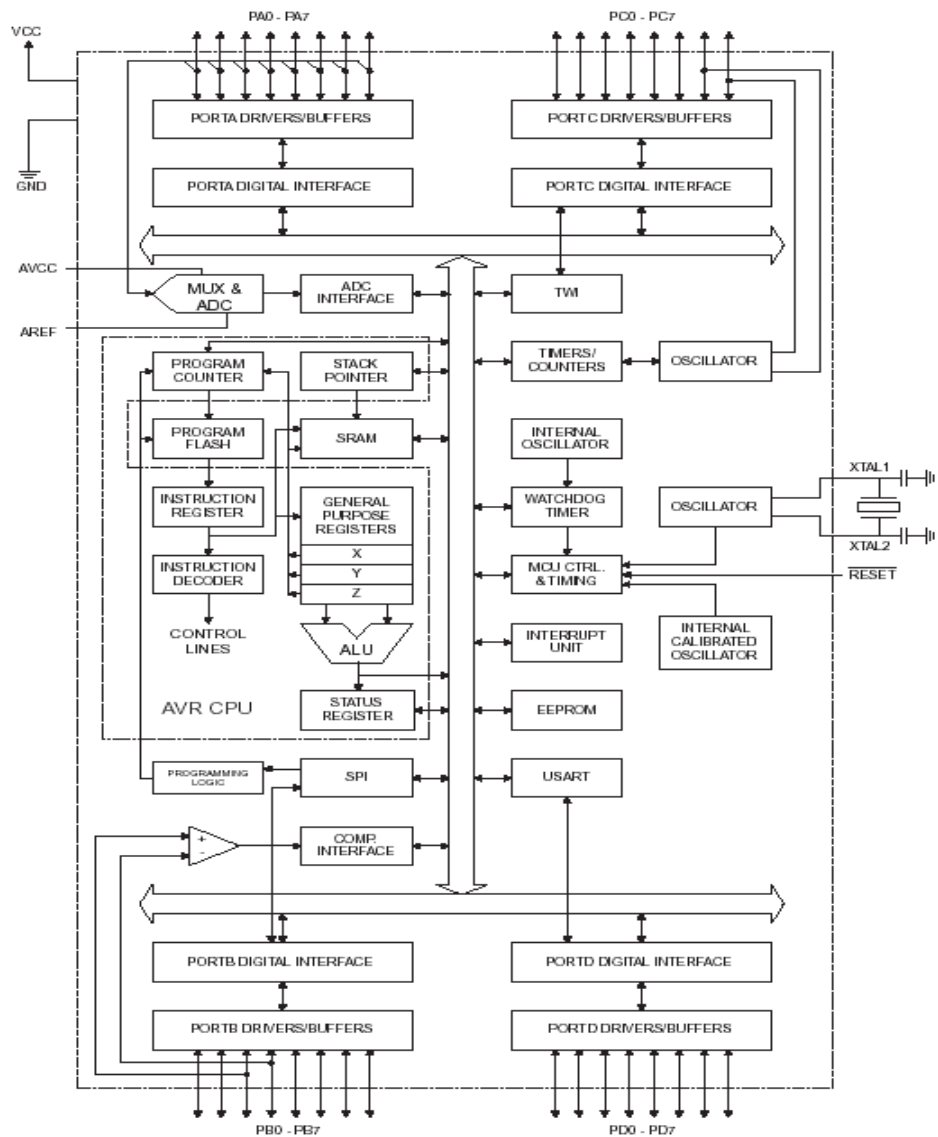 PA0 - PA7
PC0 - PC7
VCC
PORTA DRIVERS/BUFFERS
PORTC DRIVERS/BUFFERS
GND
PORTA DIGITAL INTERFACE
PORTC DIGITAL INTERFACE
AVCC
MUX &
ADC
ADC
INTERFACE
TWI
AREF
PROGRAM
COUNTER
STACK
POINTER
TIMERS/
COUNTERS
OSCILLATOR
PROGRAM
FLASH
SRAM
INTERNAL
OSCILLATOR
XTAL1
INSTRUCTION
REGISTER
GENERAL
PURPOSE
REGISTERS
WATCHDOG
TIMER
OSCILLATOR
XTAL2
X
INSTRUCTION
DECODER
Y
MCU CTRL.
& TIMING
RESET
Z
CONTROL
LINES
ALU
INTERRUPT
UNIT
INTERNAL
CALIBRATED
OSCILLATOR
AVR CPU
STATUS
REGISTER
EEPROM
PROGRAMMING
LOGIC
SPI
USART
+
-
COMP.
INTERFACE
PORTB DIGITAL INTERFACE
PORTD DIGITAL INTERFACE
PORTB DRIVERS/BUFFERS
PORTD DRIVERS/BUFFERS
PB0 - PB7
PD0 - PD7